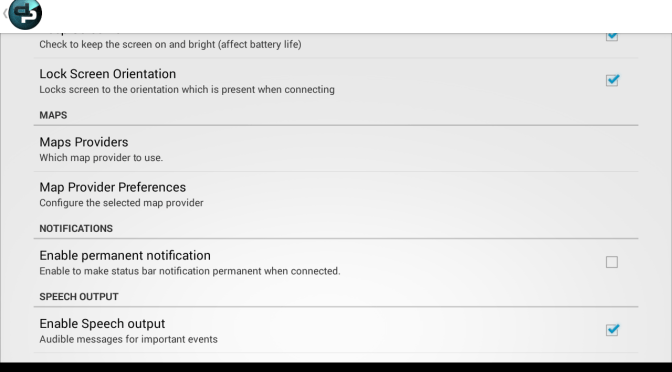 Check to keep the screen on and bright (affect battery life)
Lock Screen Orientation
Locks screen to the orientation which is present when connecting
MAPS
Maps Providers
Which map provider to use.
Map Provider Preferences
Configure the selected map provider
NOTIFICATIONS
Enable permanent notification
Enable to make status bar notification permanent when connected.
SPEECH OUTPUT
Enable Speech output
Audible messages for important events